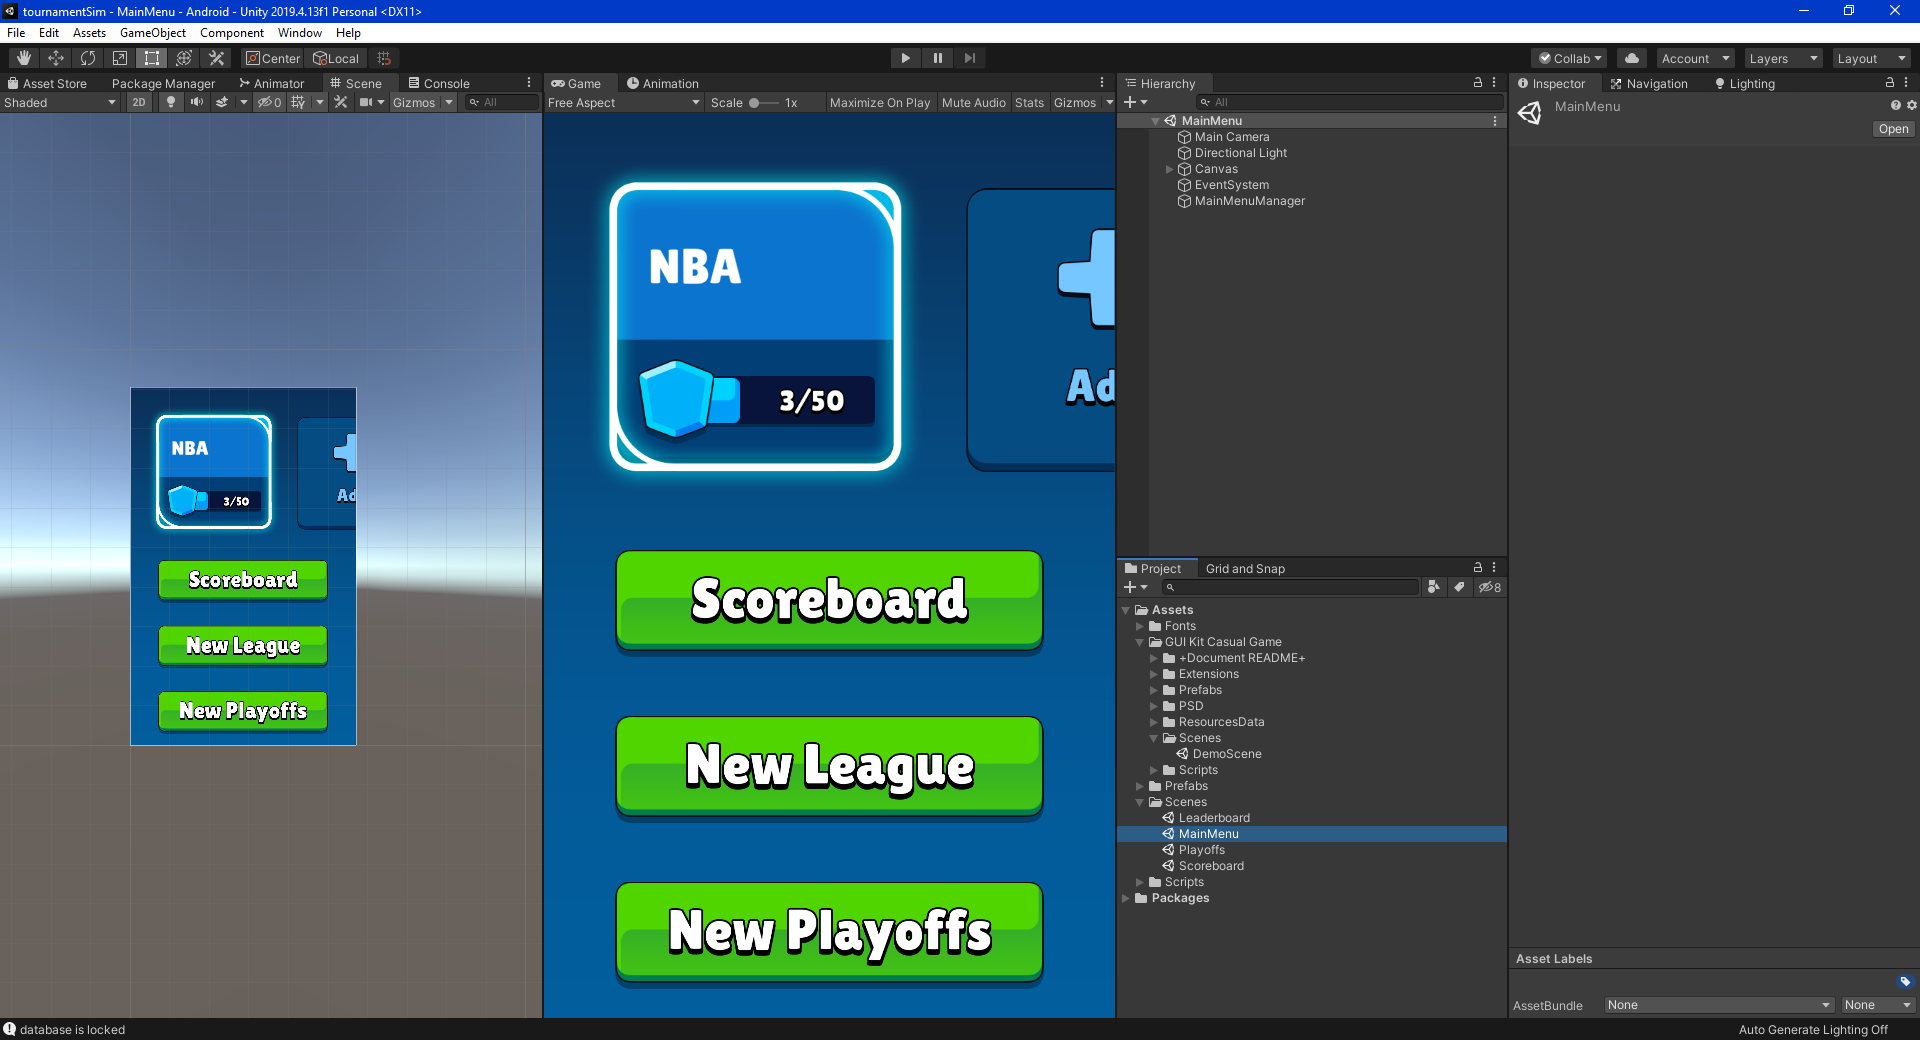 tournamentSim - MainMenu - Android - Unity 2019.4.13f1 Personal <DX11>
File Edit Assets GameObject Component Window Help
Center Local Collab Account Layers Layout
Asset Store Package Manager Animator Scene Console
Shaded 2D 0 Gizmos All
NBA
3/50
Ad
Scoreboard
New League
New Playoffs
Game Animation
Free Aspect Scale 1x Maximize On Play Mute Audio Stats Gizmos
NBA
3/50
Ad
Scoreboard
New League
New Playoffs
Hierarchy
All
MainMenu
Main Camera
Directional Light
Canvas
EventSystem
MainMenuManager
Project Grid and Snap
8
Assets
Fonts
GUI Kit Casual Game
+Document README+
Extensions
Prefabs
PSD
ResourcesData
Scenes
DemoScene
Scripts
Prefabs
Scenes
Leaderboard
MainMenu
Playoffs
Scoreboard
Scripts
Packages
Inspector Navigation Lighting
MainMenu
Open
Asset Labels
AssetBundle None None
database is locked
Auto Generate Lighting Off